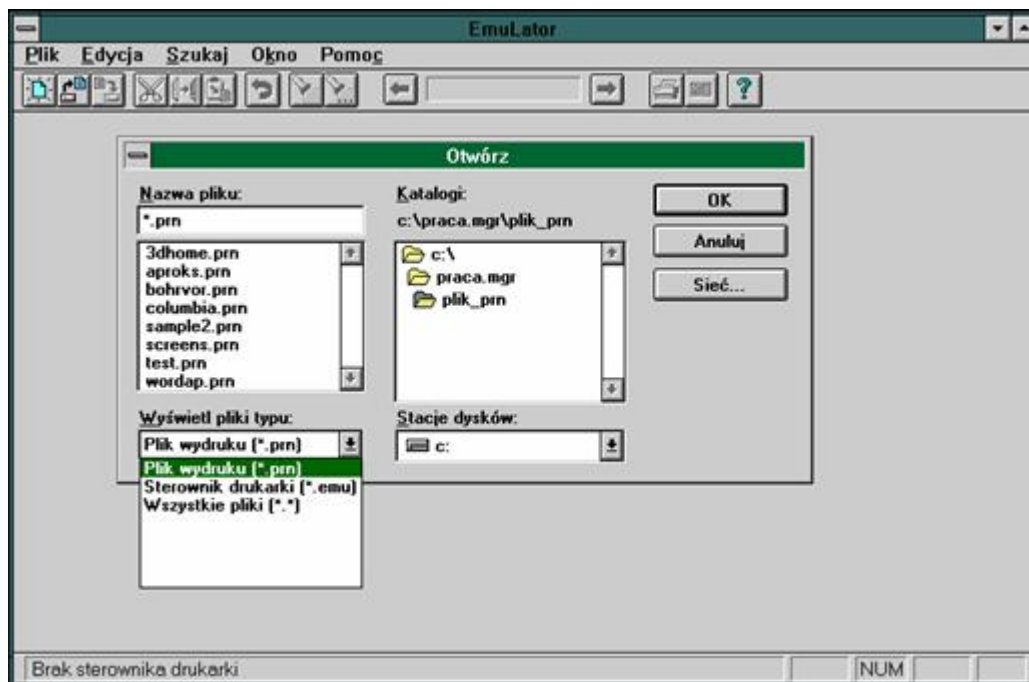 EmuLator
Plik Edycja Szukaj Okno Pomoc
Otwórz
Nazwa pliku:
*.prn
3dhome.prn
aproks.prn
bohrvor.prn
columbia.prn
sample2.prn
screens.prn
test.prn
wordap.prn
Wyświetl pliki typu:
Plik wydruku (*.prn)
Plik wydruku (*.prn)
Sterownik drukarki (*.emu)
Wszystkie pliki (*.*)
Katalogi:
c:\praca.mgr\plik_prn
c:\
praca.mgr
plik_prn
Stacje dysków:
c:
OK
Anuluj
Sieć...
Brak sterownika drukarki
NUM